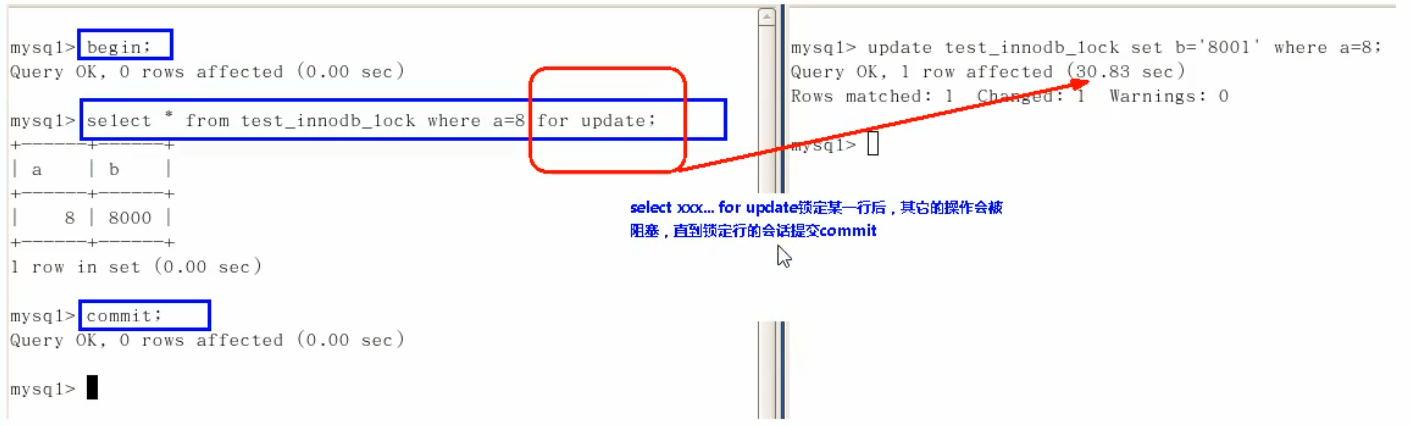 mysql> begin;
Query OK, 0 rows affected (0.00 sec)
mysql> select * from test_innodb_lock where a=8 for update;
+------+------+
| a    | b    |
+------+------+
|    8 | 8000 |
+------+------+
1 row in set (0.00 sec)
mysql> commit;
Query OK, 0 rows affected (0.00 sec)
mysql>
mysql> update test_innodb_lock set b='8001' where a=8;
Query OK, 1 row affected (30.83 sec)
Rows matched: 1  Changed: 1  Warnings: 0
mysql>
select xxx... for update锁定某一行后，其它的操作会被
阻塞，直到锁定行的会话提交commit